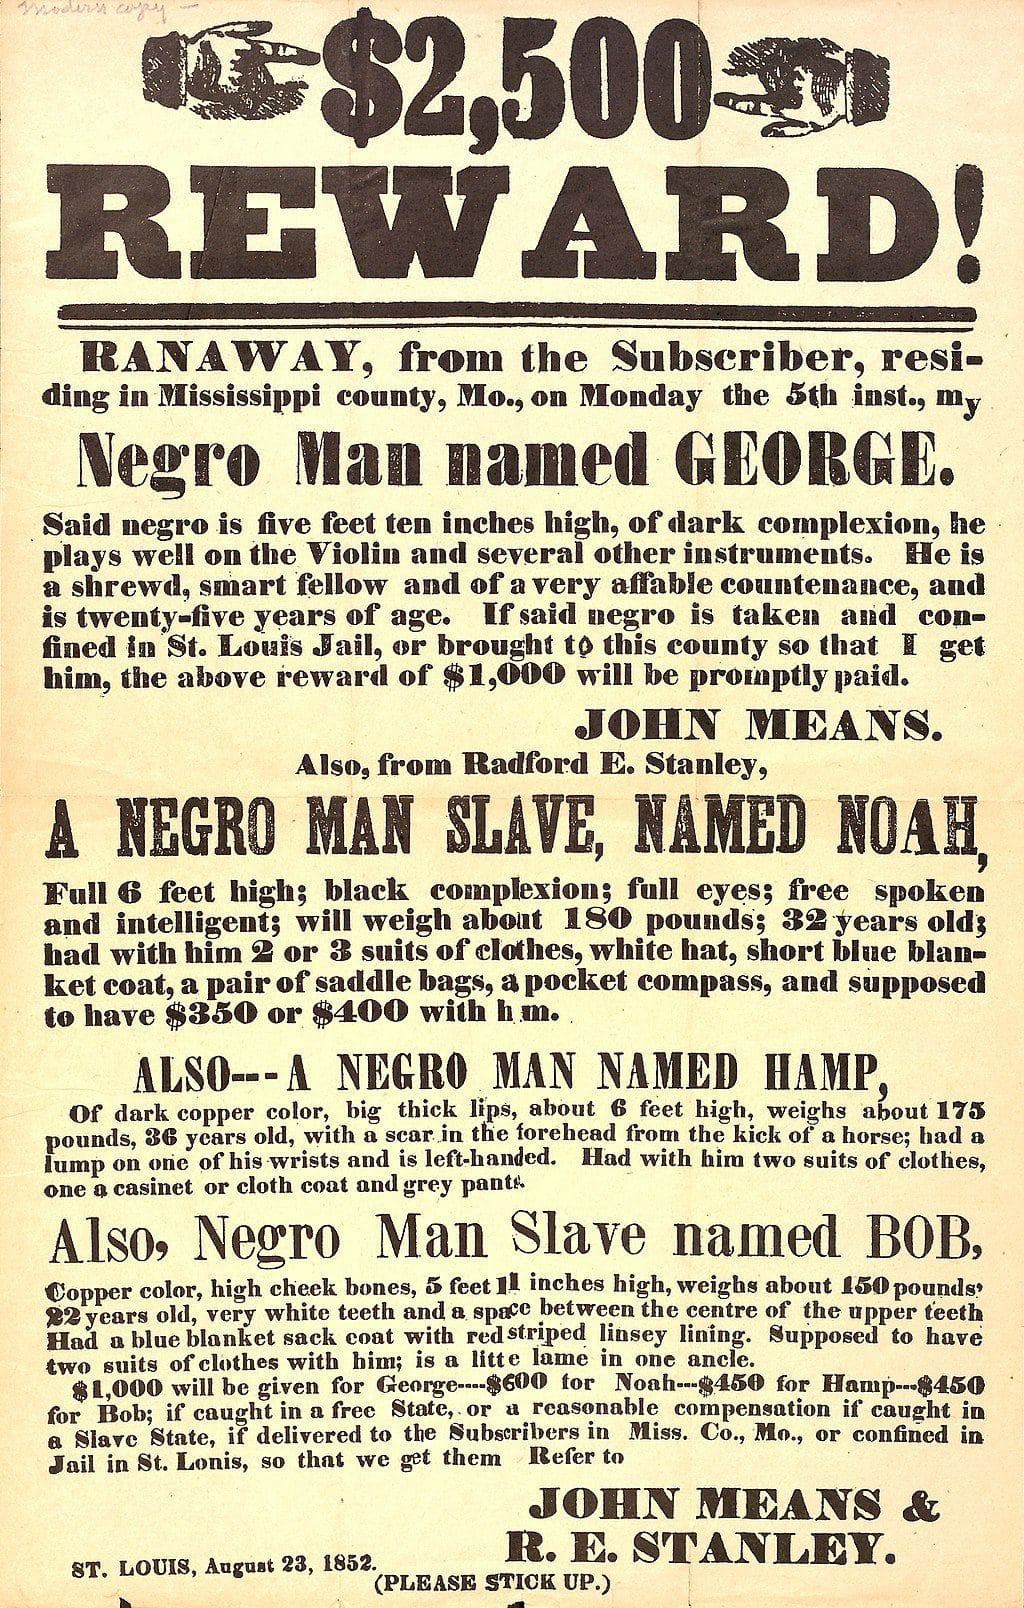 Modern copy —
$2,500
REWARD!
RANAWAY, from the Subscriber, resi-
ding in Mississippi county, Mo., on Monday the 5th inst., my
Negro Man named GEORGE.
Said negro is five feet ten inches high, of dark complexion, he
plays well on the Violin and several other instruments. He is
a shrewd, smart fellow and of a very affable countenance, and
is twenty-five years of age. If said negro is taken and con-
fined in St. Louis Jail, or brought to this county so that I get
him, the above reward of $1,000 will be promptly paid.
JOHN MEANS.
Also, from Radford E. Stanley,
A NEGRO MAN SLAVE, NAMED NOAH,
Full 6 feet high; black complexion; full eyes; free spoken
and intelligent; will weigh about 180 pounds; 32 years old;
had with him 2 or 3 suits of clothes, white hat, short blue blan-
ket coat, a pair of saddle bags, a pocket compass, and supposed
to have $350 or $400 with h m.
ALSO---A NEGRO MAN NAMED HAMP,
Of dark copper color, big thick lips, about 6 feet high, weighs about 175
pounds, 36 years old, with a scar in the forehead from the kick of a horse; had a
lump on one of his wrists and is left-handed. Had with him two suits of clothes,
one a casinet or cloth coat and grey pants.
Also, Negro Man Slave named BOB,
Copper color, high cheek bones, 5 feet 11 inches high, weighs about 150 pounds,
22 years old, very white teeth and a space between the centre of the upper teeth
Had a blue blanket sack coat with red striped linsey lining. Supposed to have
two suits of clothes with him; is a litt e lame in one ancle.
$1,000 will be given for George----$600 for Noah---$450 for Hamp---$450
for Bob; if caught in a free State, or a reasonable compensation if caught in
a Slave State, if delivered to the Subscribers in Miss. Co., Mo., or confined in
Jail in St. Lonis, so that we get them Refer to
JOHN MEANS &
R. E. STANLEY.
ST. LOUIS, August 23, 1852.
(PLEASE STICK UP.)